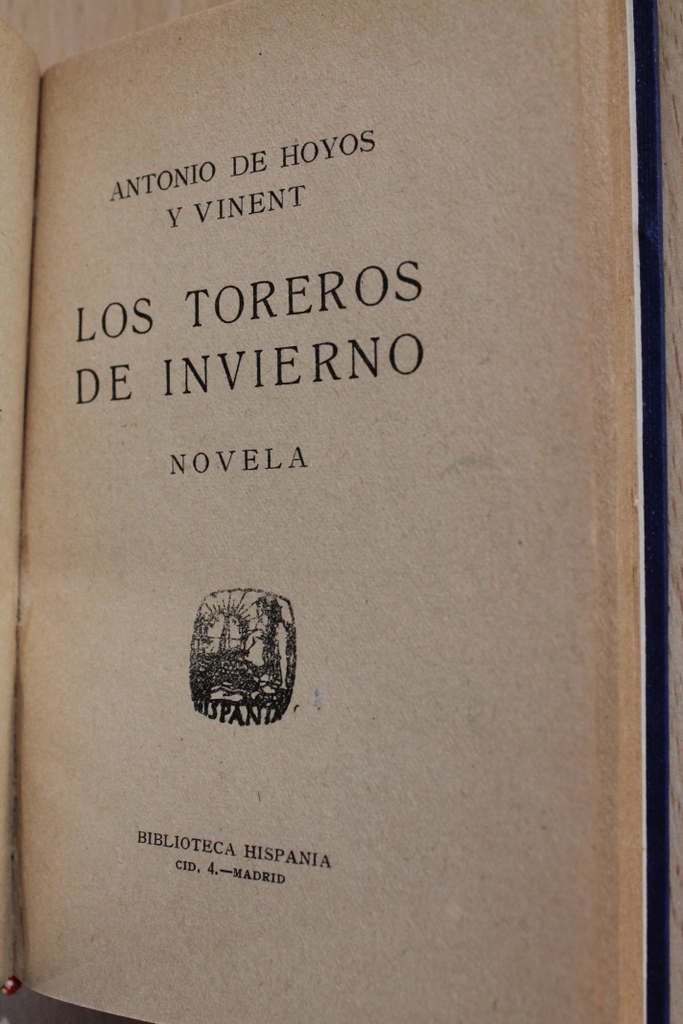 ANTONIO DE HOYOS
Y VINENT
LOS TOREROS
DE INVIERNO
NOVELA
HISPANIA
BIBLIOTECA HISPANIA
CID, 4.—MADRID